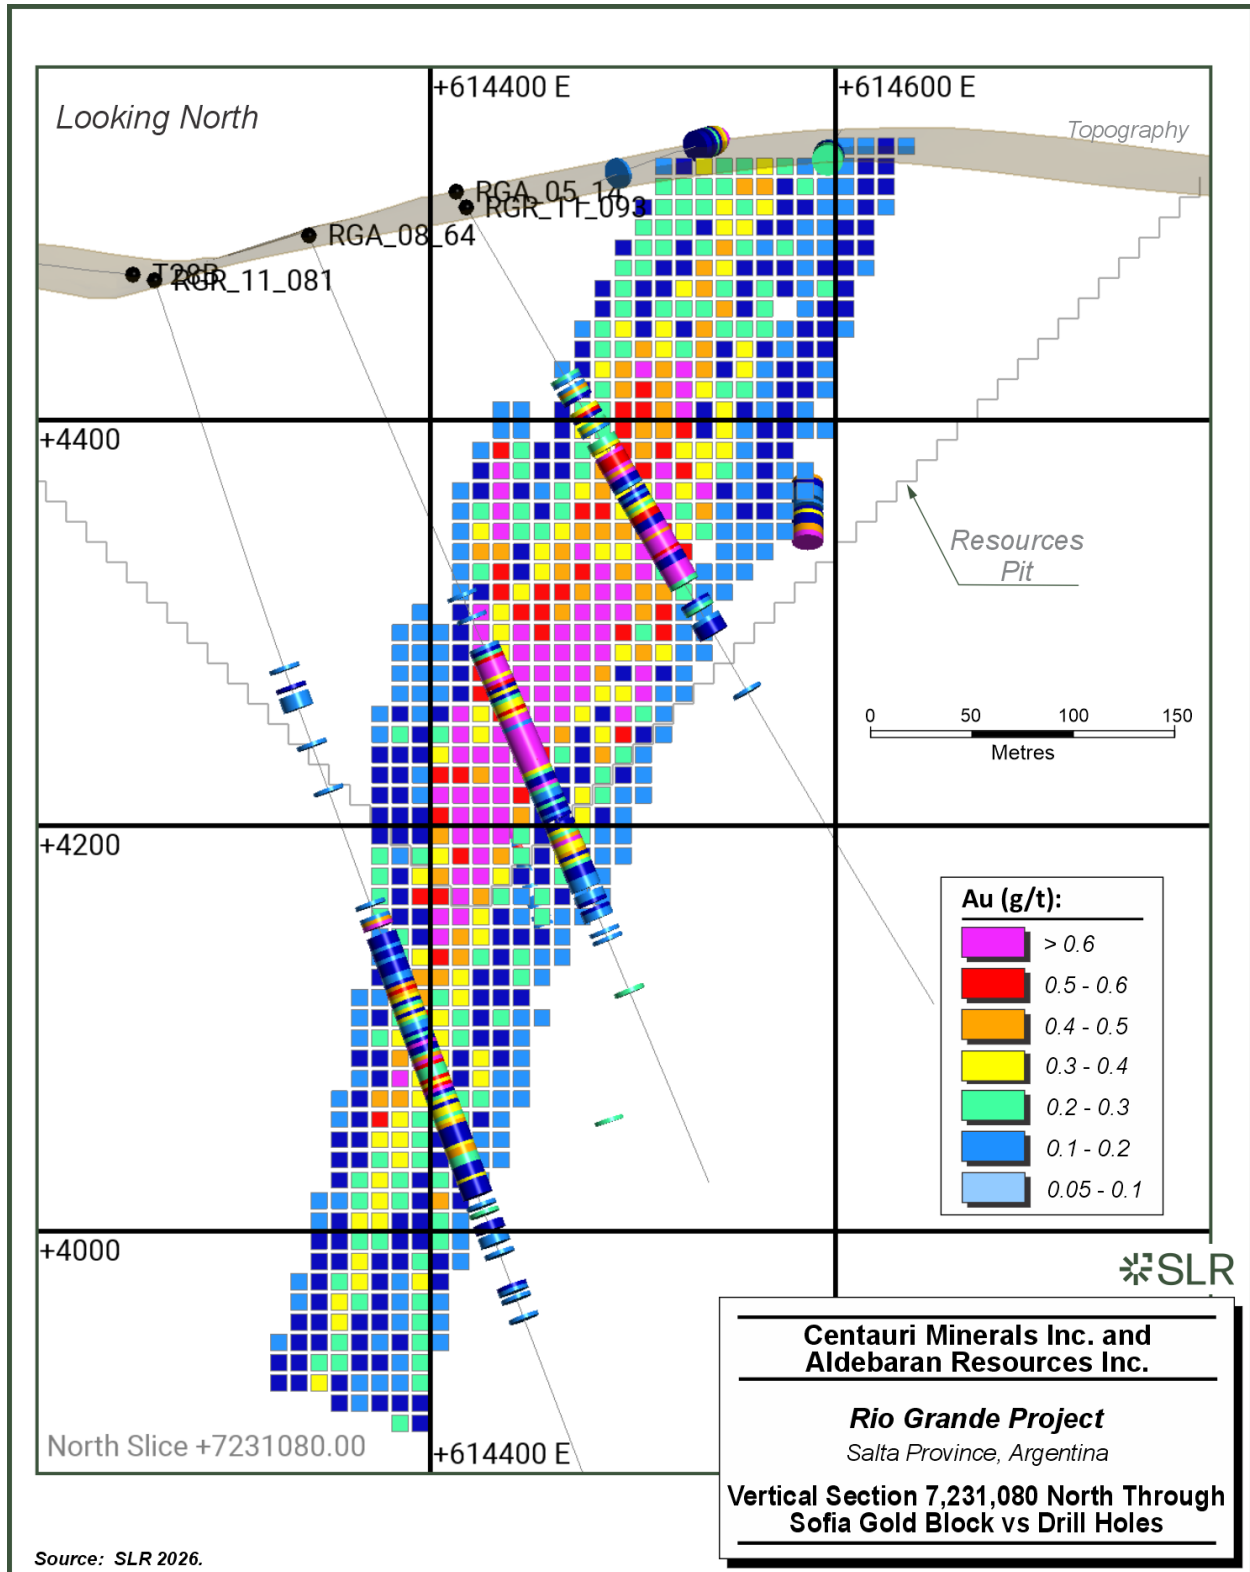 +614400 E
+614600 E
Looking North
Topography
RGA_05_14
RGR_11_093
RGA_08_64
T28B
RGR_11_081
+4400
Resources
Pit
0 50 100 150
Metres
+4200
Au (g/t):
> 0.6
0.5 - 0.6
0.4 - 0.5
0.3 - 0.4
0.2 - 0.3
0.1 - 0.2
0.05 - 0.1
+4000
SLR
Centauri Minerals Inc. and
Aldebaran Resources Inc.
Rio Grande Project
Salta Province, Argentina
Vertical Section 7,231,080 North Through
Sofia Gold Block vs Drill Holes
North Slice +7231080.00
+614400 E
Source: SLR 2026.